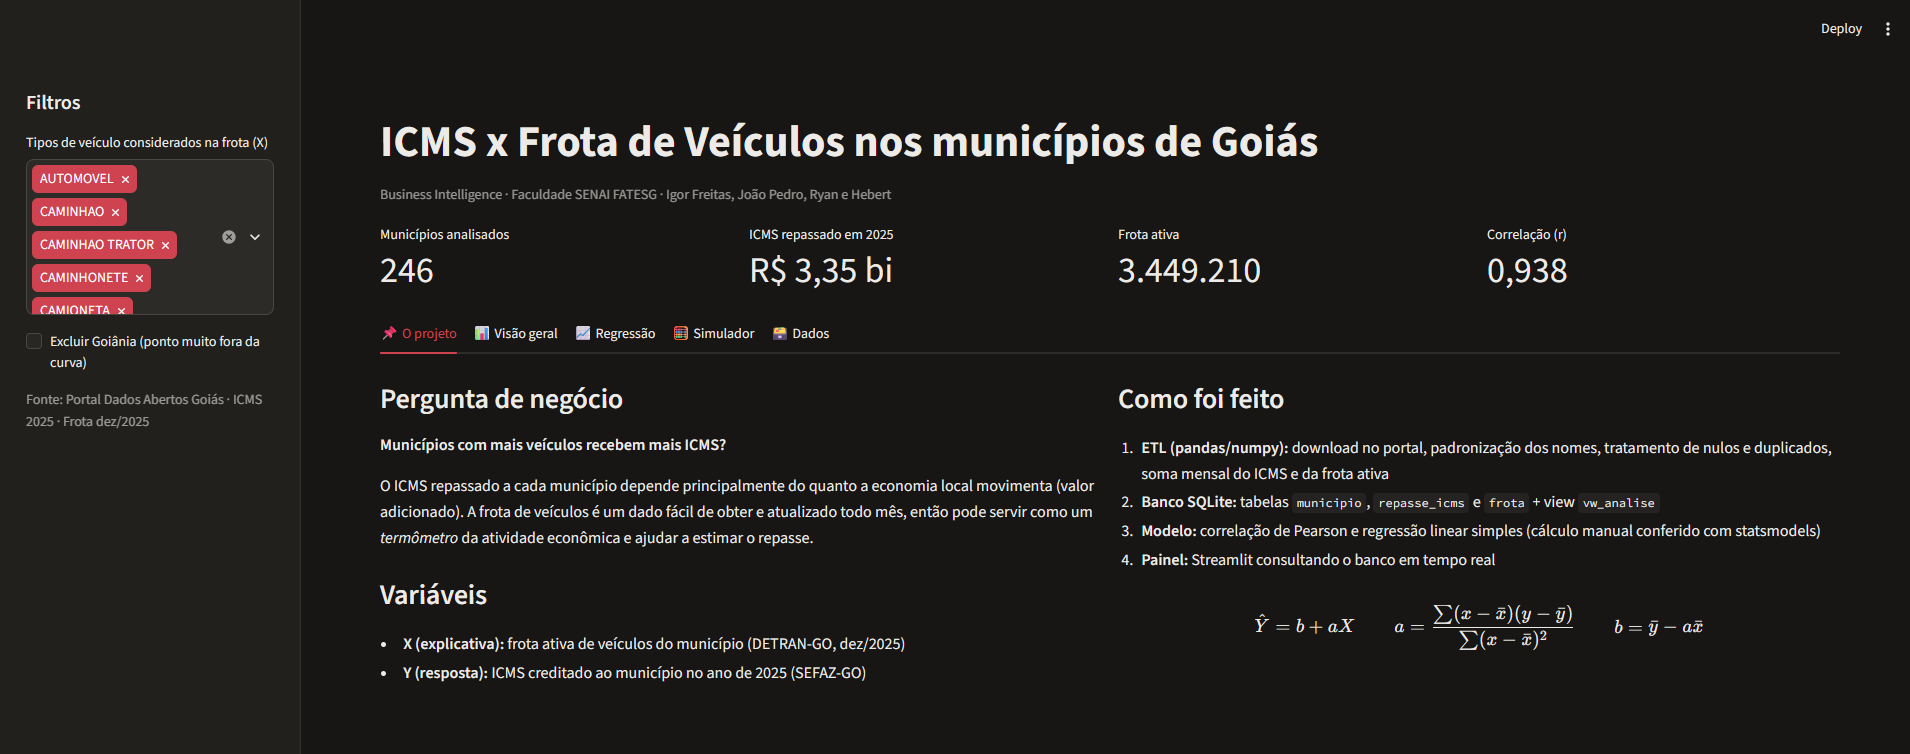 Deploy
Filtros
Tipos de veículo considerados na frota (X)
AUTOMOVEL ×
CAMINHAO ×
CAMINHAO TRATOR ×
CAMINHONETE ×
CAMIONETA ×
Excluir Goiânia (ponto muito fora da
curva)
Fonte: Portal Dados Abertos Goiás · ICMS
2025 · Frota dez/2025
ICMS x Frota de Veículos nos municípios de Goiás
Business Intelligence · Faculdade SENAI FATESG · Igor Freitas, João Pedro, Ryan e Hebert
Municípios analisados
246
ICMS repassado em 2025
R$ 3,35 bi
Frota ativa
3.449.210
Correlação (r)
0,938
O projeto
Visão geral
Regressão
Simulador
Dados
Pergunta de negócio
Municípios com mais veículos recebem mais ICMS?
O ICMS repassado a cada município depende principalmente do quanto a economia local movimenta (valor
adicionado). A frota de veículos é um dado fácil de obter e atualizado todo mês, então pode servir como um
termômetro da atividade econômica e ajudar a estimar o repasse.
Variáveis
• X (explicativa): frota ativa de veículos do município (DETRAN-GO, dez/2025)
• Y (resposta): ICMS creditado ao município no ano de 2025 (SEFAZ-GO)
Como foi feito
1. ETL (pandas/numpy): download no portal, padronização dos nomes, tratamento de nulos e duplicados,
soma mensal do ICMS e da frota ativa
2. Banco SQLite: tabelas municipio , repasse_icms e frota + view vw_analise
3. Modelo: correlação de Pearson e regressão linear simples (cálculo manual conferido com statsmodels)
4. Painel: Streamlit consultando o banco em tempo real
Ŷ = b + aX a = ∑(x − x̄)(y − ȳ) / ∑(x − x̄)² b = ȳ − ax̄